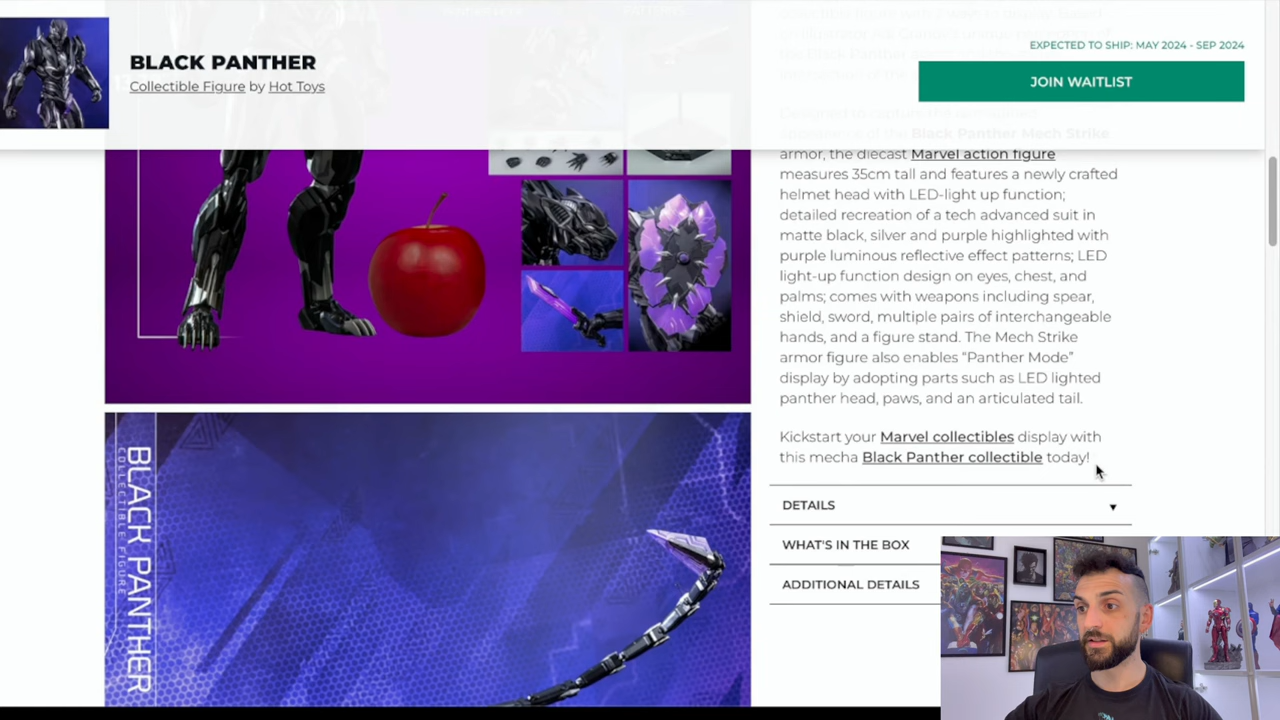 BLACK PANTHER
Collectible Figure by Hot Toys
EXPECTED TO SHIP: MAY 2024 - SEP 2024
JOIN WAITLIST
Black Panther Mech Strike
armor, the diecast Marvel action figure
measures 35cm tall and features a newly crafted
helmet head with LED-light up function;
detailed recreation of a tech advanced suit in
matte black, silver and purple highlighted with
purple luminous reflective effect patterns; LED
light-up function design on eyes, chest, and
palms; comes with weapons including spear,
shield, sword, multiple pairs of interchangeable
hands, and a figure stand. The Mech Strike
armor figure also enables “Panther Mode”
display by adopting parts such as LED lighted
panther head, paws, and an articulated tail.
Kickstart your Marvel collectibles display with
this mecha Black Panther collectible today!
DETAILS
WHAT'S IN THE BOX
ADDITIONAL DETAILS
BLACK PANTHER
COLLECTIBLE FIGURE